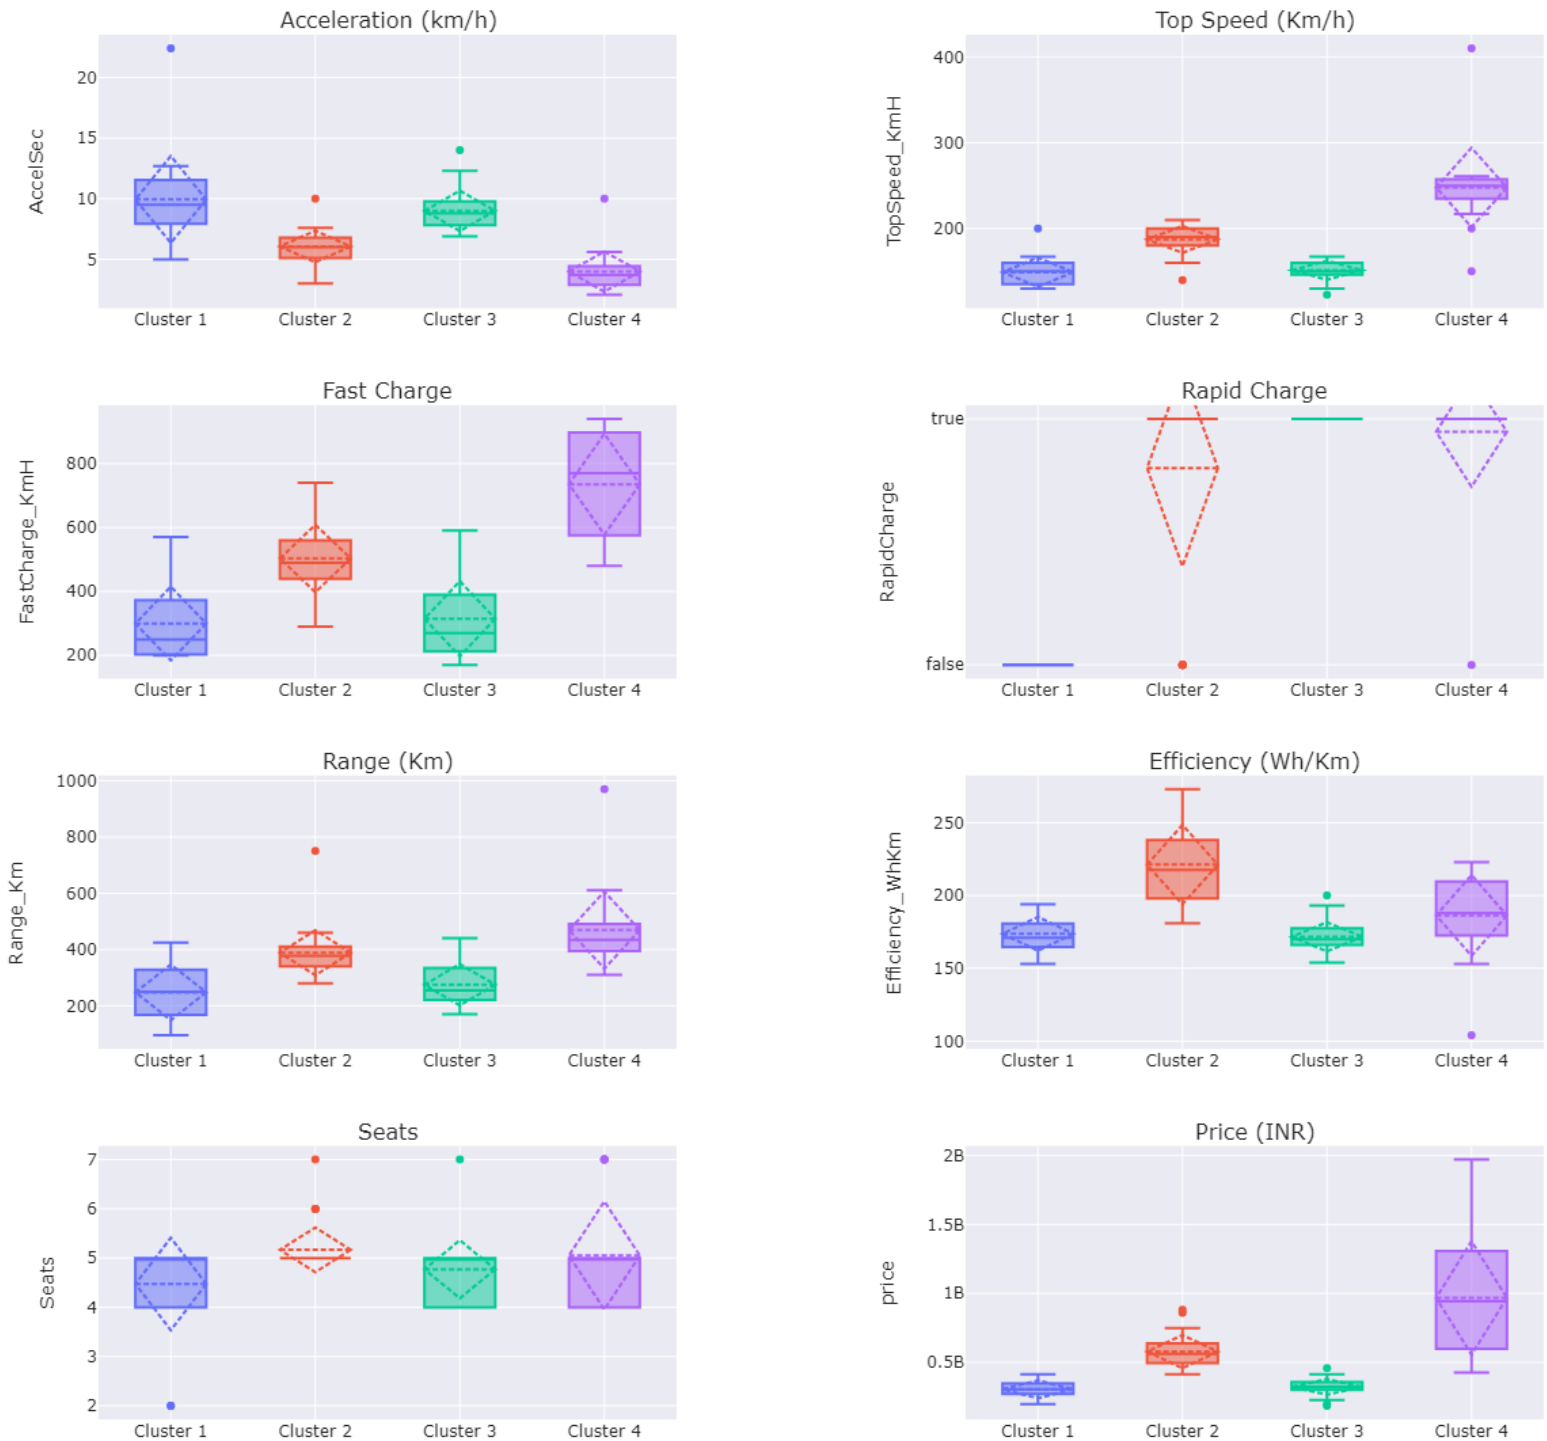 Acceleration (km/h)
AccelSec
20
15
10
5
Cluster 1 Cluster 2 Cluster 3 Cluster 4
Top Speed (Km/h)
TopSpeed_KmH
400
300
200
Cluster 1 Cluster 2 Cluster 3 Cluster 4
Fast Charge
FastCharge_KmH
800
600
400
200
Cluster 1 Cluster 2 Cluster 3 Cluster 4
Rapid Charge
RapidCharge
true
false
Cluster 1 Cluster 2 Cluster 3 Cluster 4
Range (Km)
Range_Km
1000
800
600
400
200
Cluster 1 Cluster 2 Cluster 3 Cluster 4
Efficiency (Wh/Km)
Efficiency_WhKm
250
200
150
100
Cluster 1 Cluster 2 Cluster 3 Cluster 4
Seats
Seats
7
6
5
4
3
2
Cluster 1 Cluster 2 Cluster 3 Cluster 4
Price (INR)
price
2B
1.5B
1B
0.5B
Cluster 1 Cluster 2 Cluster 3 Cluster 4